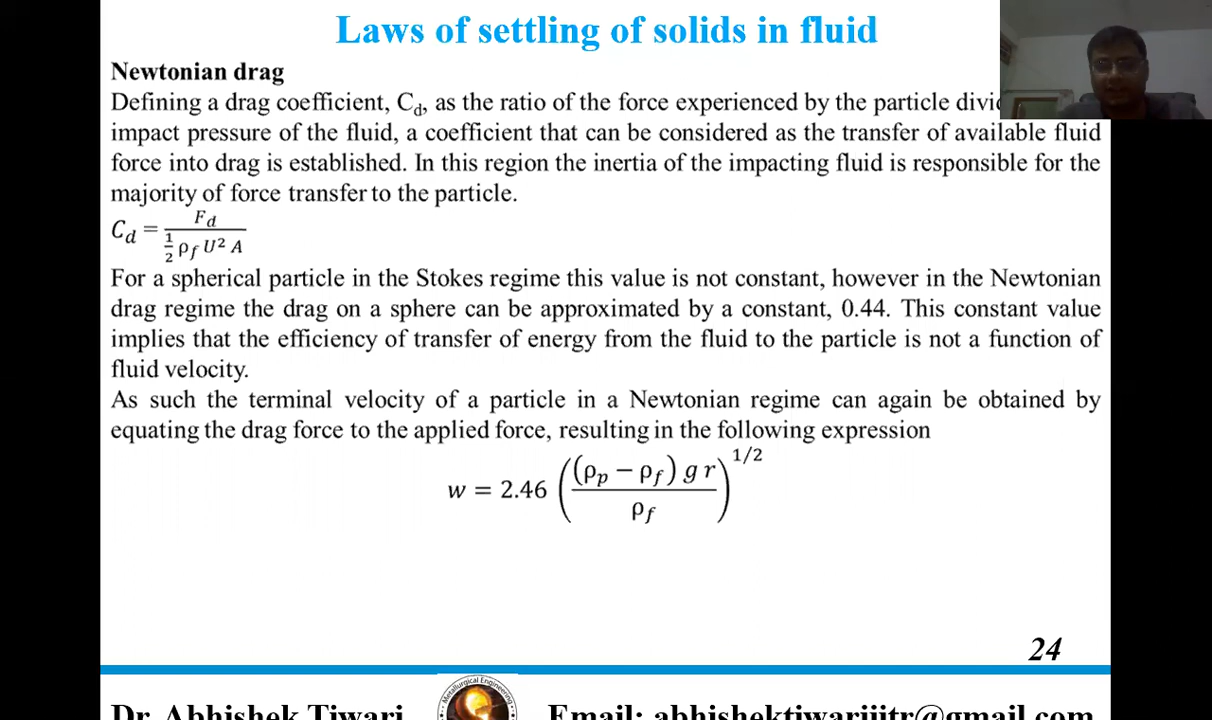 Laws of settling of solids in fluid
Newtonian drag
Defining a drag coefficient, C_d, as the ratio of the force experienced by the particle
impact pressure of the fluid, a coefficient that can be considered as the transfer of available fluid
force into drag is established. In this region the inertia of the impacting fluid is responsible for the
majority of force transfer to the particle.
C_d = F_d / (1/2 ρ_f U² A)
For a spherical particle in the Stokes regime this value is not constant, however in the Newtonian
drag regime the drag on a sphere can be approximated by a constant, 0.44. This constant value
implies that the efficiency of transfer of energy from the fluid to the particle is not a function of
fluid velocity.
As such the terminal velocity of a particle in a Newtonian regime can again be obtained by
equating the drag force to the applied force, resulting in the following expression
w = 2.46 ((ρ_p − ρ_f) g r / ρ_f)^1/2
24
Metallurgical Engineering
Dr. Abhishek Tiwari
Email: abhishektiwariiitr@gmail.com